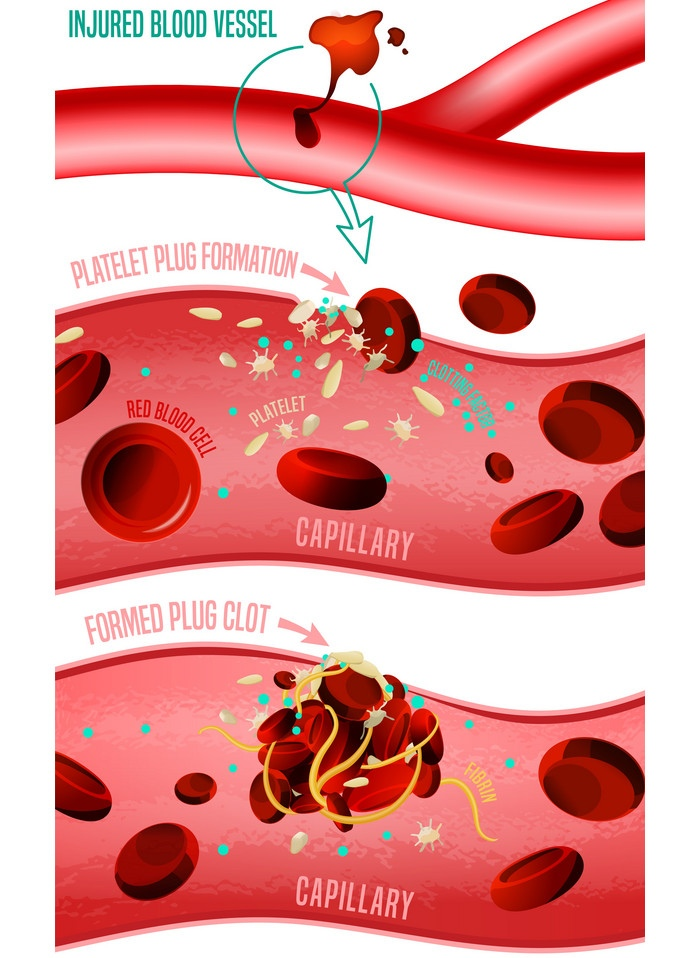 INJURED BLOOD VESSEL
PLATELET PLUG FORMATION
CLOTTING FACTORS
PLATELET
RED BLOOD CELL
CAPILLARY
FORMED PLUG CLOT
FIBRIN
CAPILLARY